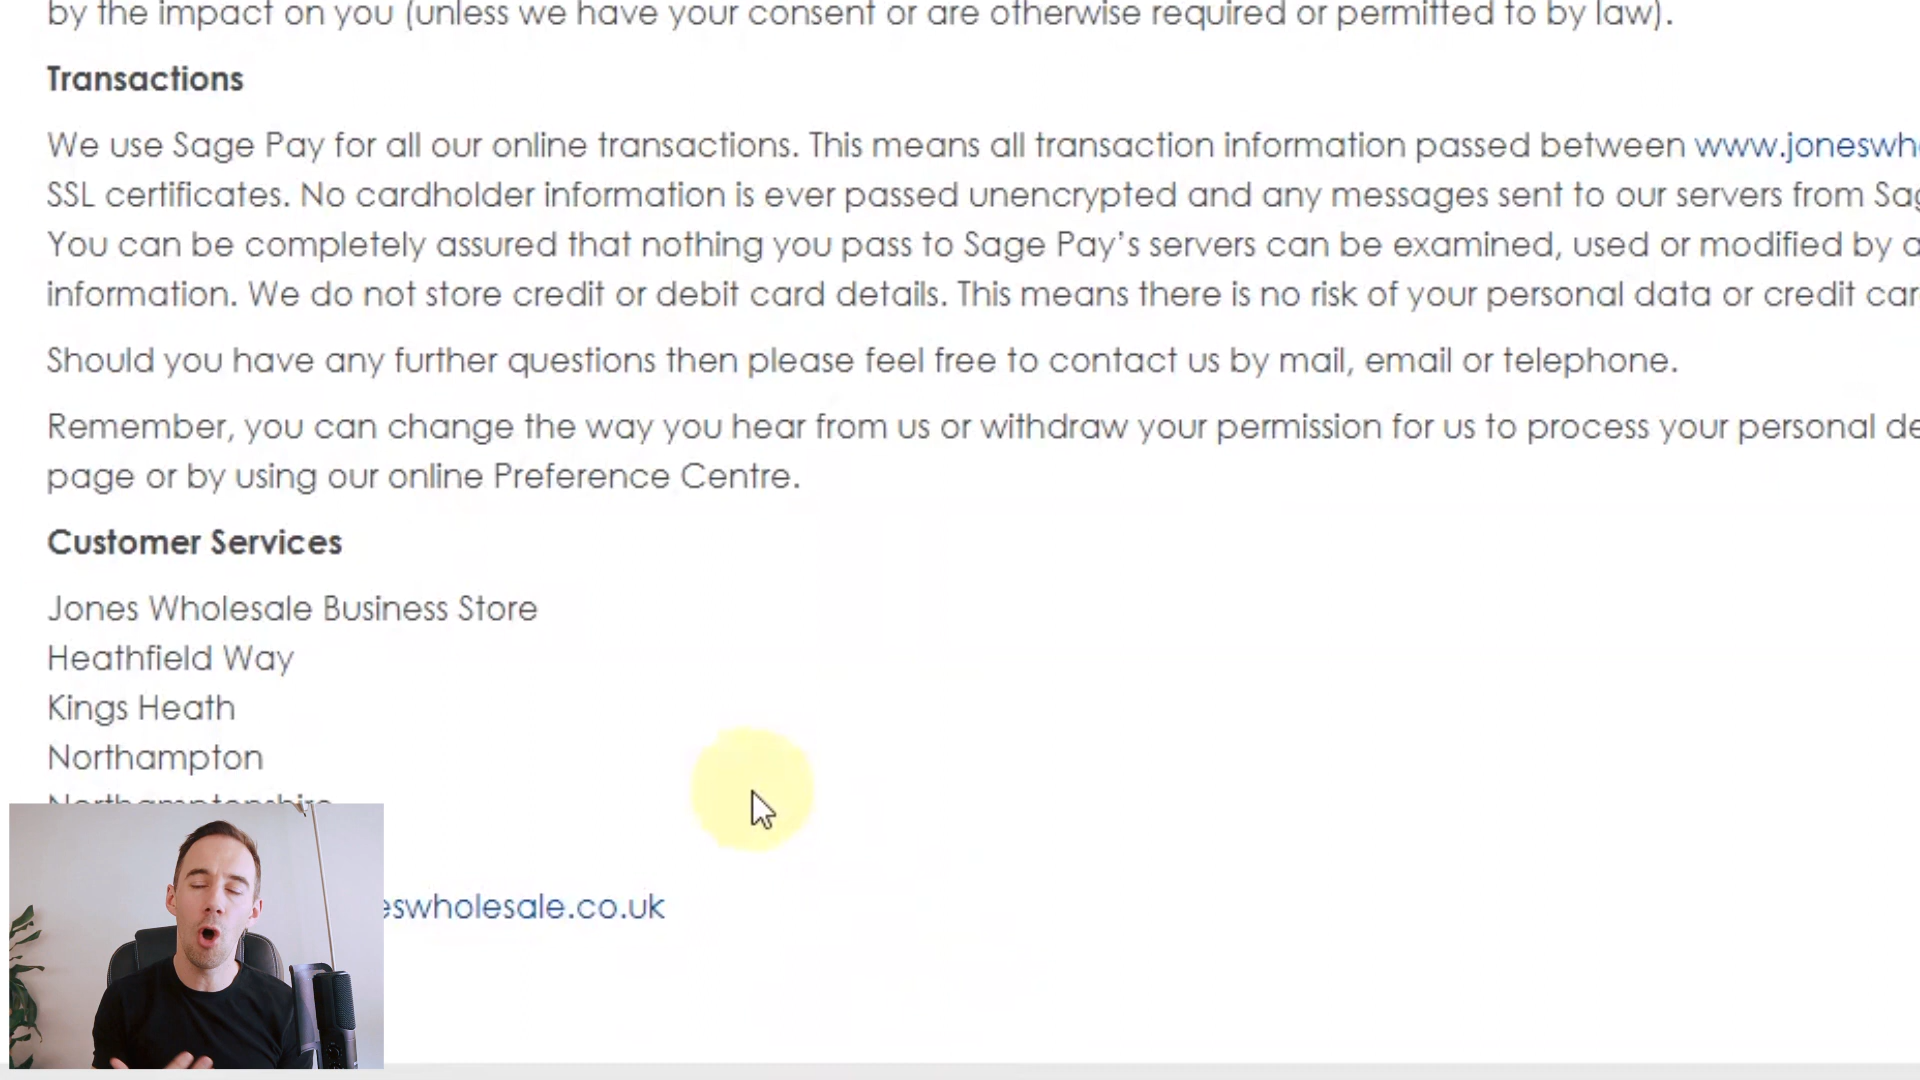 by the impact on you (unless we have your consent or are otherwise required or permitted to by law).
Transactions
We use Sage Pay for all our online transactions. This means all transaction information passed between www.joneswh
SSL certificates. No cardholder information is ever passed unencrypted and any messages sent to our servers from Sag
You can be completely assured that nothing you pass to Sage Pay’s servers can be examined, used or modified by a
information. We do not store credit or debit card details. This means there is no risk of your personal data or credit car
Should you have any further questions then please feel free to contact us by mail, email or telephone.
Remember, you can change the way you hear from us or withdraw your permission for us to process your personal de
page or by using our online Preference Centre.
Customer Services
Jones Wholesale Business Store
Heathfield Way
Kings Heath
Northampton
Northamptonshire
eswholesale.co.uk